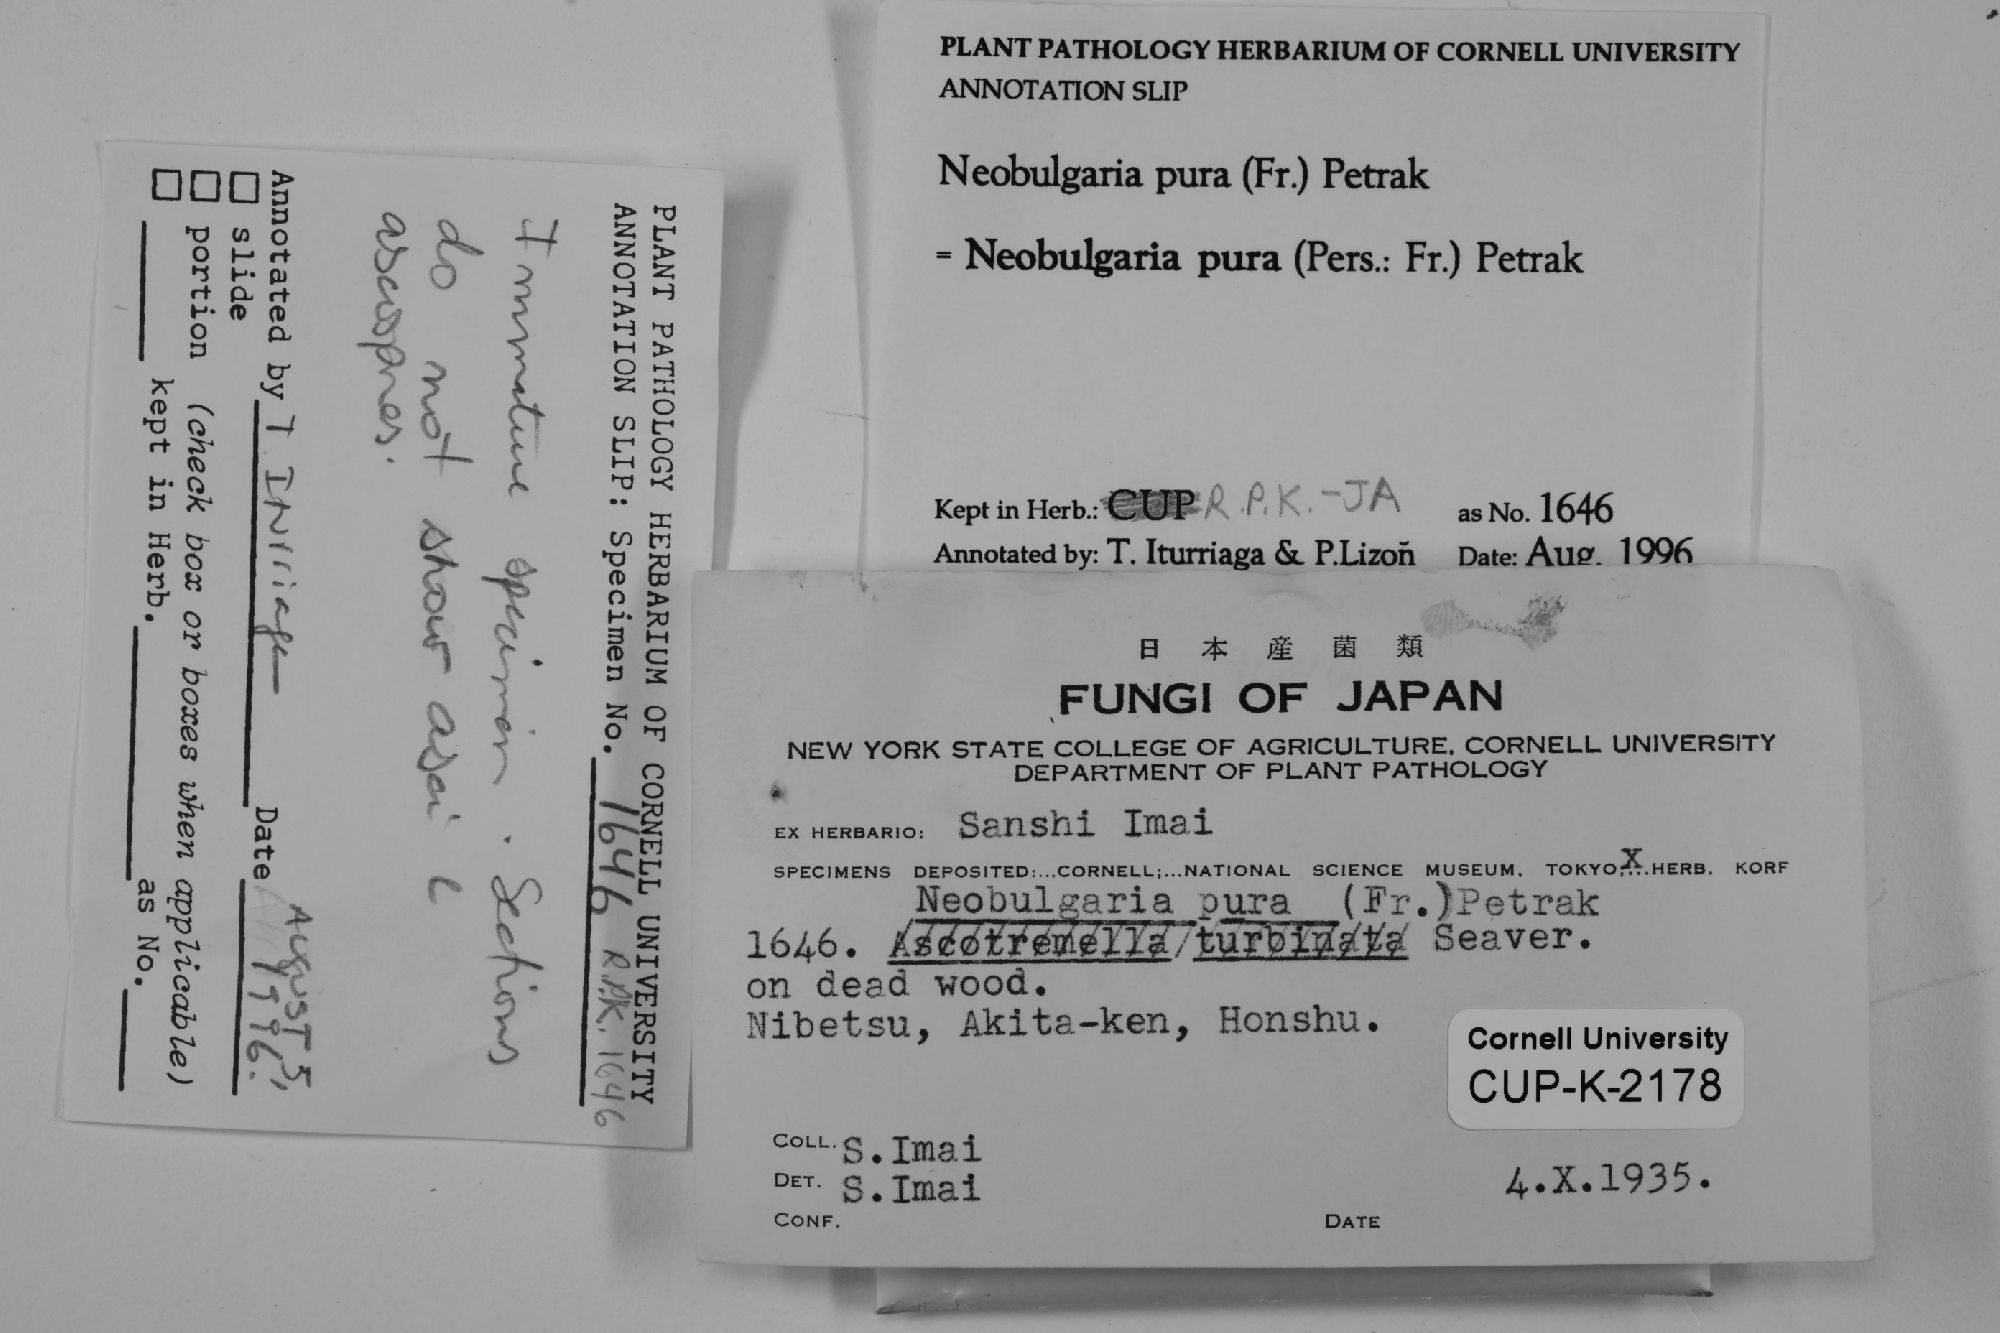 PLANT PATHOLOGY HERBARIUM OF CORNELL UNIVERSITY
ANNOTATION SLIP
Neobulgaria pura (Fr.) Petrak
= Neobulgaria pura (Pers.: Fr.) Petrak
Kept in Herb.: CUP R.P.K.-JA as No. 1646
Annotated by: T. Iturriaga & P.Lizoň Date: Aug. 1996
PLANT PATHOLOGY HERBARIUM OF CORNELL UNIVERSITY
ANNOTATION SLIP: Specimen No. 1646 R.P.K. 1646
Immature specimen. Sections
do not show asci
ascospores.
Annotated by T. Iturriaga Date August 5, 1996.
slide
portion (check box or boxes when applicable)
kept in Herb. as No.
日本産菌類
FUNGI OF JAPAN
NEW YORK STATE COLLEGE OF AGRICULTURE, CORNELL UNIVERSITY
DEPARTMENT OF PLANT PATHOLOGY
EX HERBARIO: Sanshi Imai
SPECIMENS DEPOSITED:...CORNELL;...NATIONAL SCIENCE MUSEUM, TOKYO;.X.HERB. KORF
Neobulgaria pura (Fr.)Petrak
1646. Ascotremella turbinata Seaver.
on dead wood.
Nibetsu, Akita-ken, Honshu.
Cornell University
CUP-K-2178
COLL. S.Imai
DET. S.Imai
4.X.1935.
CONF. DATE